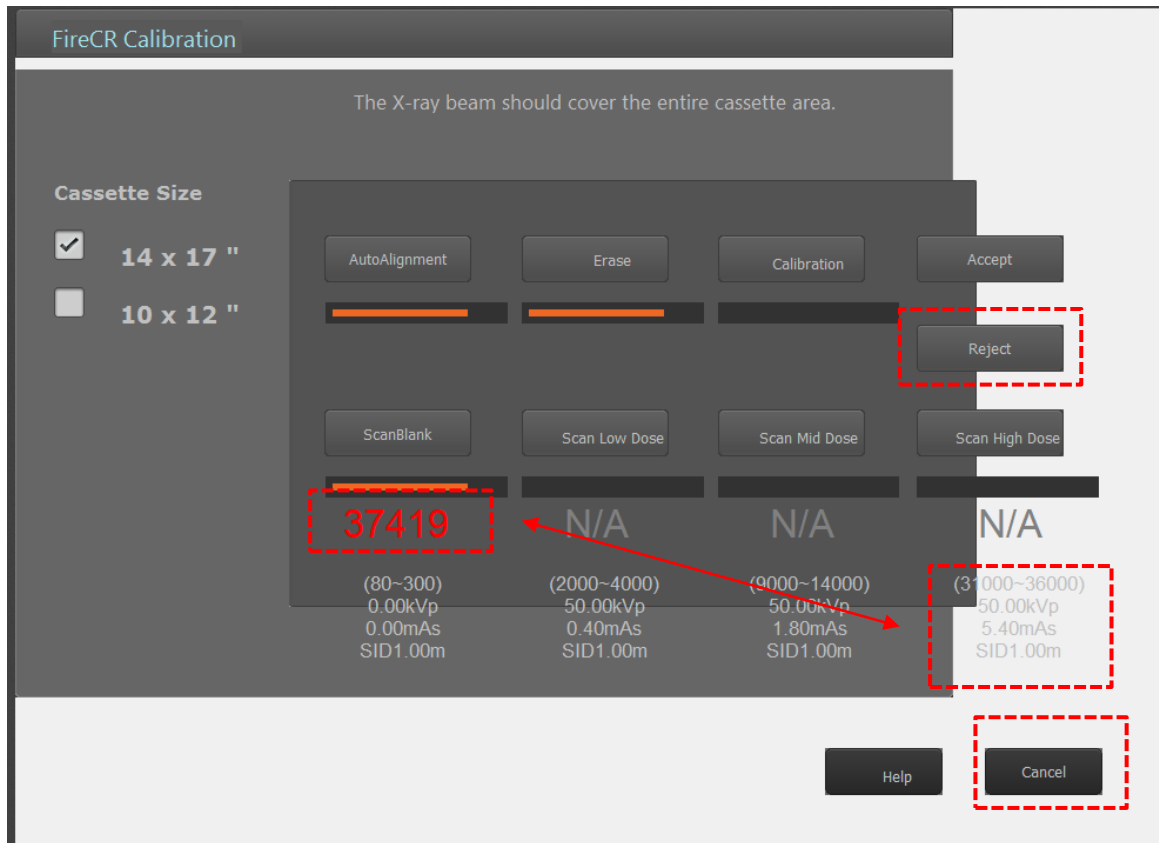 FireCR Calibration
The X-ray beam should cover the entire cassette area.
Cassette Size
14 x 17 "
10 x 12 "
AutoAlignment
Erase
Calibration
Accept
Reject
ScanBlank
Scan Low Dose
Scan Mid Dose
Scan High Dose
37419
N/A
N/A
N/A
(80~300)
0.00kVp
0.00mAs
SID1.00m
(2000~4000)
50.00kVp
0.40mAs
SID1.00m
(9000~14000)
50.00kVp
1.80mAs
SID1.00m
(31000~36000)
50.00kVp
5.40mAs
SID1.00m
Help
Cancel